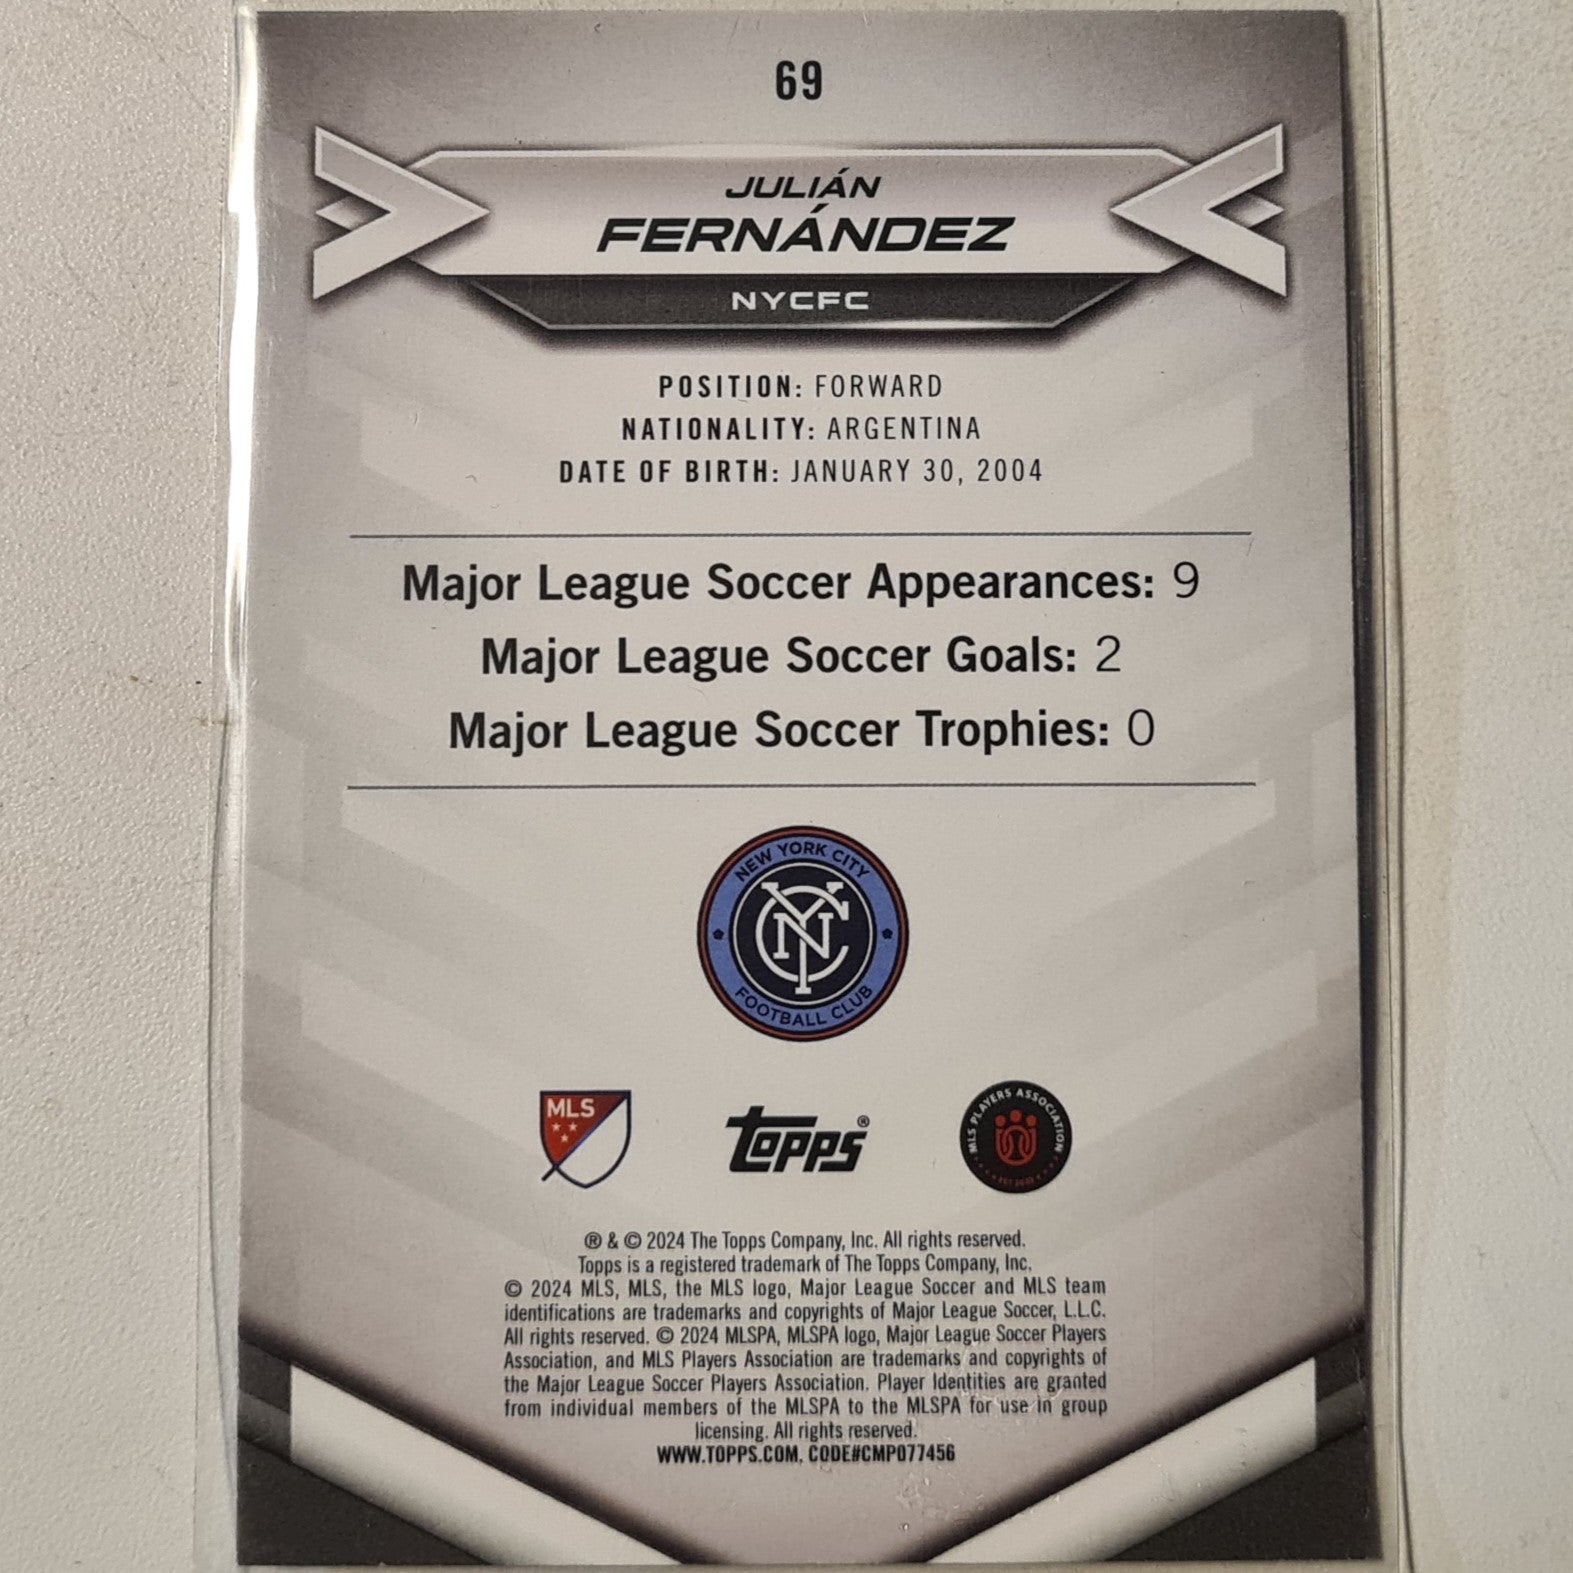 69
JULIÁN
FERNÁNDEZ
NYCFC
POSITION: FORWARD
NATIONALITY: ARGENTINA
DATE OF BIRTH: JANUARY 30, 2004
Major League Soccer Appearances: 9
Major League Soccer Goals: 2
Major League Soccer Trophies: 0
NEW YORK CITY
NYC
FOOTBALL CLUB
MLS
topps®
MLS PLAYERS ASSOCIATION
® & © 2024 The Topps Company, Inc. All rights reserved.
Topps is a registered trademark of The Topps Company, Inc.
© 2024 MLS, MLS, the MLS logo, Major League Soccer and MLS team
identifications are trademarks and copyrights of Major League Soccer, L.L.C.
All rights reserved. © 2024 MLSPA, MLSPA logo, Major League Soccer Players
Association, and MLS Players Association are trademarks and copyrights of
the Major League Soccer Players Association. Player Identities are granted
from individual members of the MLSPA to the MLSPA for use in group
licensing. All rights reserved.
WWW.TOPPS.COM, CODE#CMP077456